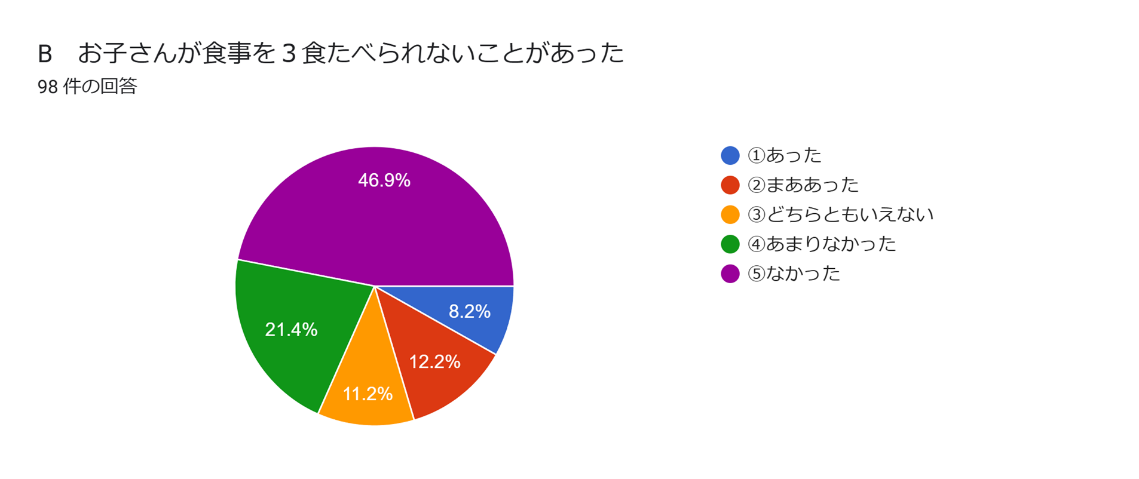 B　お子さんが食事を３食たべられないことがあった
98 件の回答
46.9%
8.2%
21.4%
12.2%
11.2%
①あった
②まああった
③どちらともいえない
④あまりなかった
⑤なかった